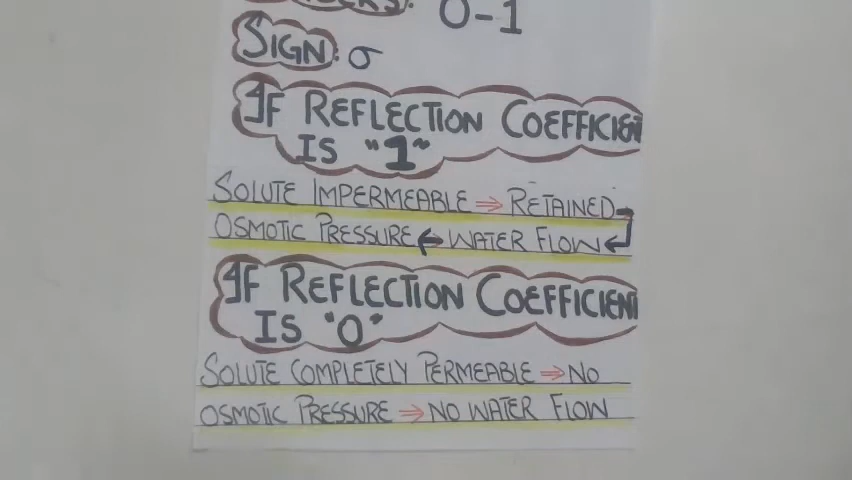 0-1
SIGN: σ
IF REFLECTION COEFFICIEN
IS "1"
SOLUTE IMPERMEABLE ⇒ RETAINED →
OSMOTIC PRESSURE ← WATER FLOW ←
IF REFLECTION COEFFICIENT
IS "0"
SOLUTE COMPLETELY PERMEABLE ⇒ NO
OSMOTIC PRESSURE ⇒ NO WATER FLOW